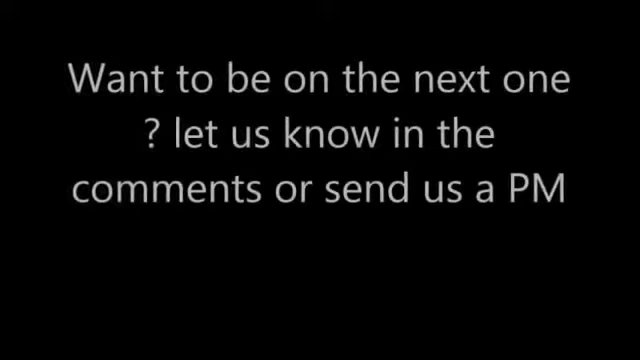 Want to be on the next one
? let us know in the
comments or send us a PM